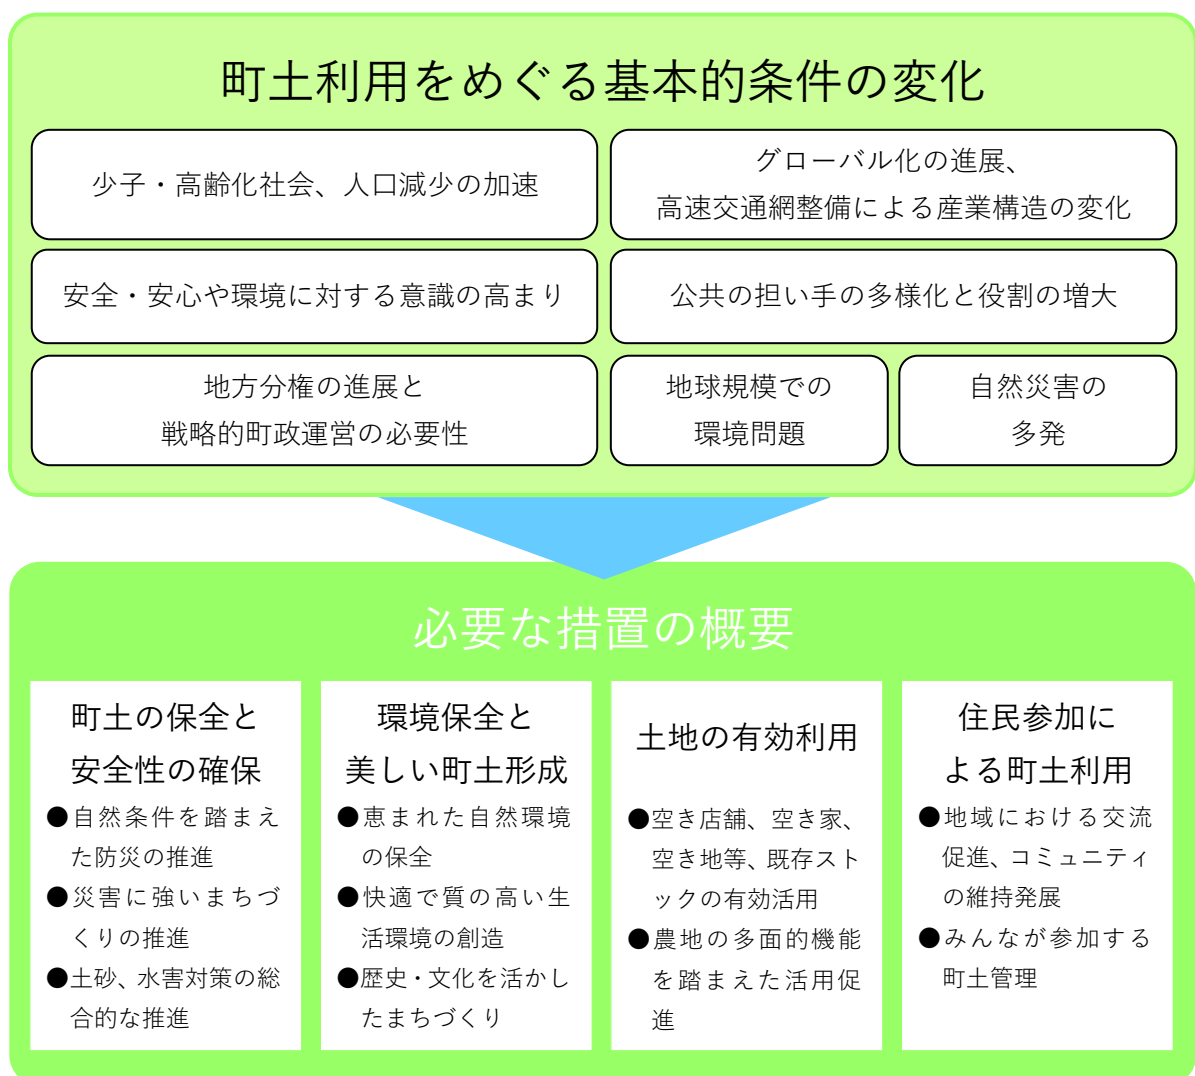 町土利用をめぐる基本的条件の変化
少子・高齢化社会、人口減少の加速
グローバル化の進展、
高速交通網整備による産業構造の変化
安全・安心や環境に対する意識の高まり
公共の担い手の多様化と役割の増大
地方分権の進展と
戦略的町政運営の必要性
地球規模での
環境問題
自然災害の
多発
必要な措置の概要
町土の保全と
安全性の確保
●自然条件を踏まえ
た防災の推進
●災害に強いまちづ
くりの推進
●土砂、水害対策の総
合的な推進
環境保全と
美しい町土形成
●恵まれた自然環境
の保全
●快適で質の高い生
活環境の創造
●歴史・文化を活かし
たまちづくり
土地の有効利用
●空き店舗、空き家、
空き地等、既存スト
ックの有効活用
●農地の多面的機能
を踏まえた活用促
進
住民参加に
よる町土利用
●地域における交流
促進、コミュニティ
の維持発展
●みんなが参加する
町土管理